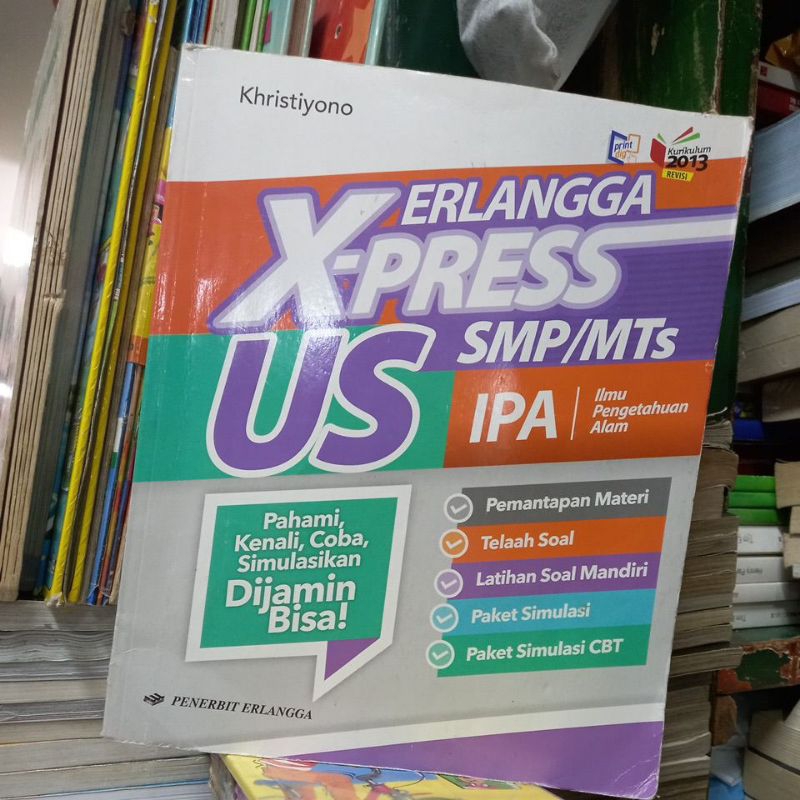 Khristiyono
print
dig
Kurikulum
2013
REVISI
ERLANGGA
X-PRESS
US
SMP/MTs
IPA
Ilmu
Pengetahuan
Alam
Pahami,
Kenali, Coba,
Simulasikan
Dijamin
Bisa!
Pemantapan Materi
Telaah Soal
Latihan Soal Mandiri
Paket Simulasi
Paket Simulasi CBT
PENERBIT ERLANGGA